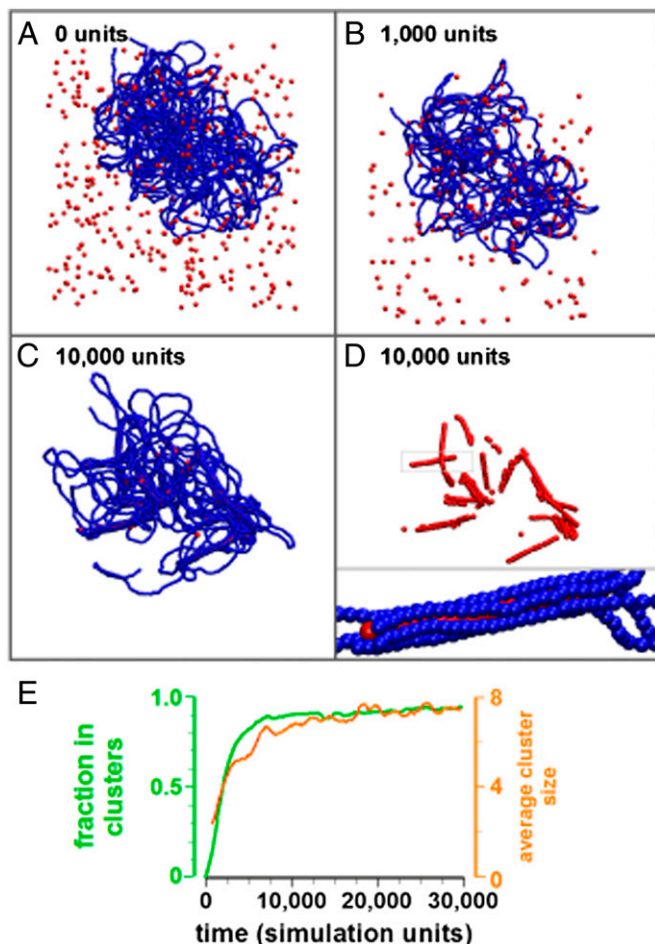 A 0 units
B 1,000 units
C 10,000 units
D 10,000 units
E
1.0
0.5
0
fraction in
clusters
8
4
0
average cluster
size
0 10,000 20,000 30,000
time (simulation units)